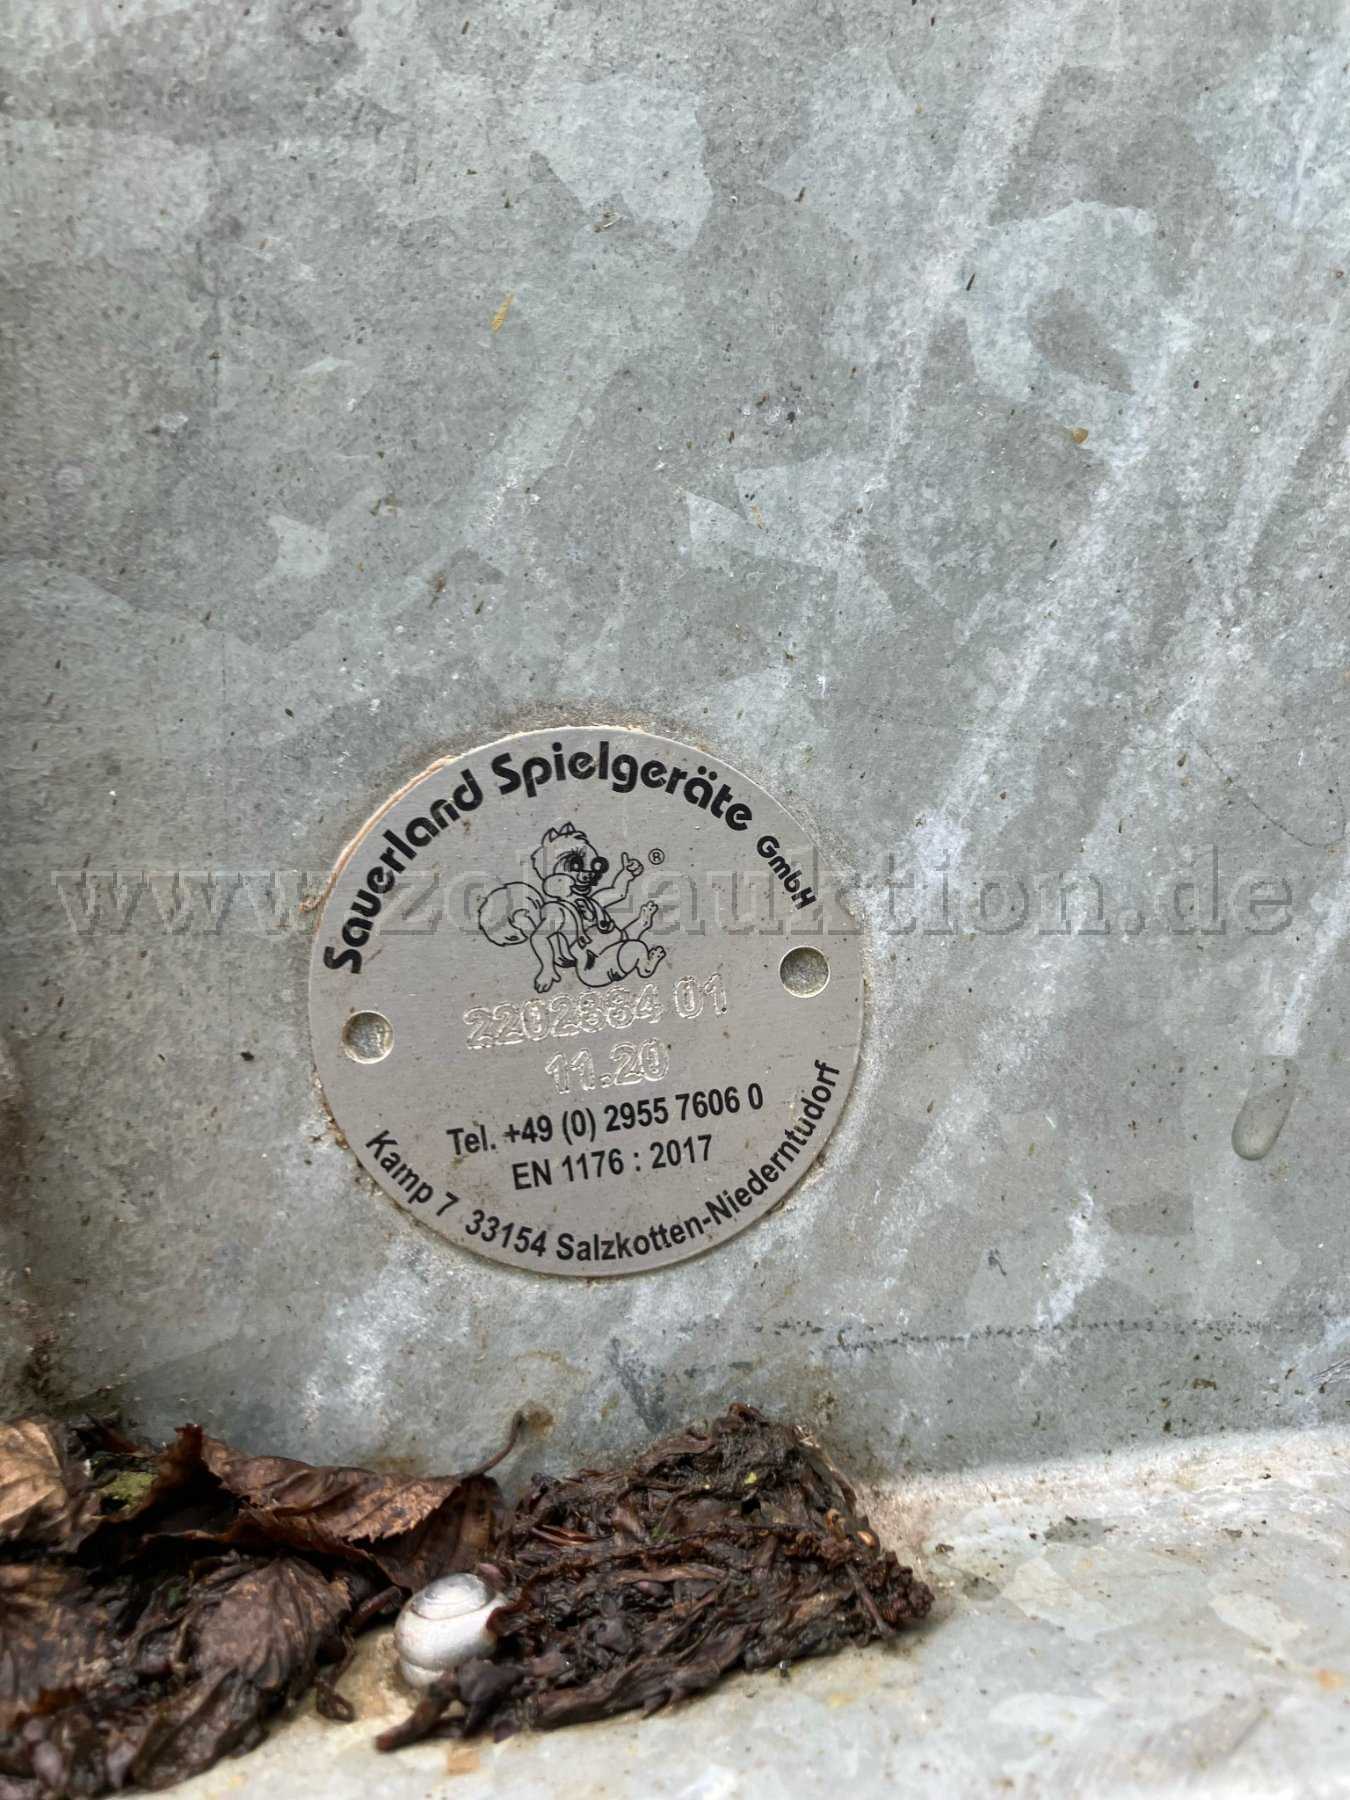 Sauerland Spielgeräte GmbH
®
www.zoll-auktion.de
2202884 01
11.20
Tel. +49 (0) 2955 7606 0
EN 1176 : 2017
Kamp 7 33154 Salzkotten-Niederntudorf